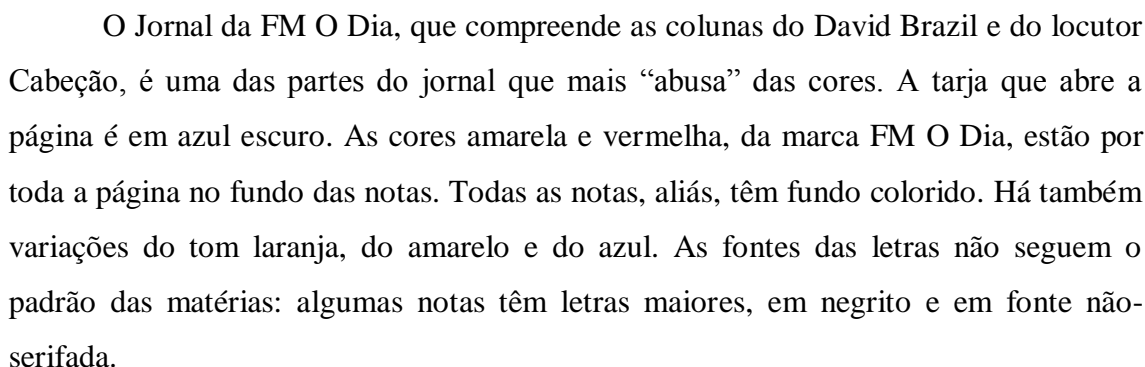 O Jornal da FM O Dia, que compreende as colunas do David Brazil e do locutor
Cabeção, é uma das partes do jornal que mais “abusa” das cores. A tarja que abre a
página é em azul escuro. As cores amarela e vermelha, da marca FM O Dia, estão por
toda a página no fundo das notas. Todas as notas, aliás, têm fundo colorido. Há também
variações do tom laranja, do amarelo e do azul. As fontes das letras não seguem o
padrão das matérias: algumas notas têm letras maiores, em negrito e em fonte não-
serifada.